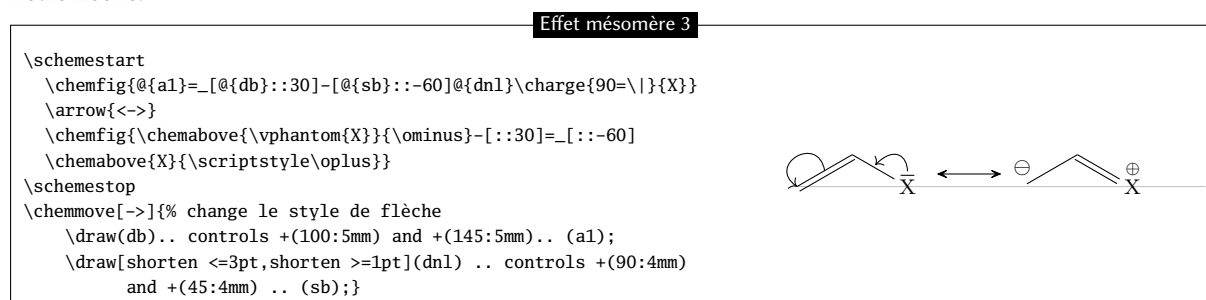 Effet mésomère 3
\schemestart
\chemfig{@{a1}=_[@{db}::30]-[@{sb}::-60]@{dnl}\charge{90=\|}{X}}
\arrow{<->}
\chemfig{\chemabove{\vphantom{X}}{\ominus}-[::30]=_[::-60]
\chemabove{X}{\scriptstyle\oplus}}
\schemestop
\chemmove[->]{% change le style de flèche
\draw(db).. controls +(100:5mm) and +(145:5mm).. (a1);
\draw[shorten <=3pt,shorten >=1pt](dnl) .. controls +(90:4mm)
and +(45:4mm) .. (sb);}
X ⊖ ⊕ X